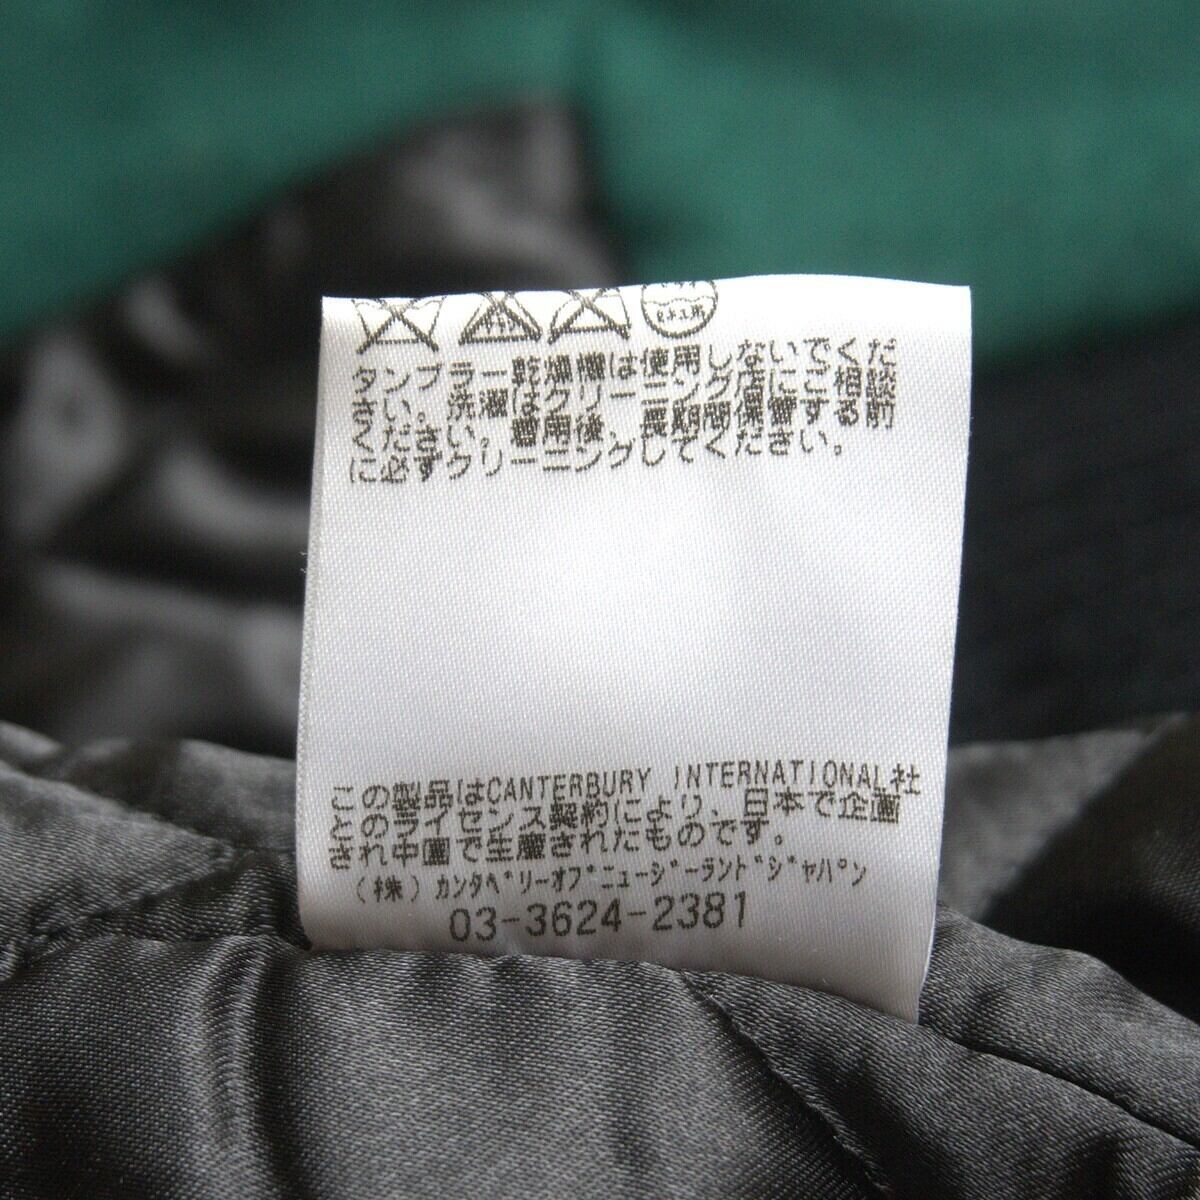 タンブラー乾燥機は使用しないでくだ
さい。洗濯はクリーニング店にご相談
ください。着用後、長期間保管する前
に必ずクリーニングしてください。
この製品はCANTERBURY INTERNATIONAL社
とのライセンス契約により、日本で企画
され中国で生産されたものです。
(株)カンタベリーオブニュージーランドジャパン
03-3624-2381